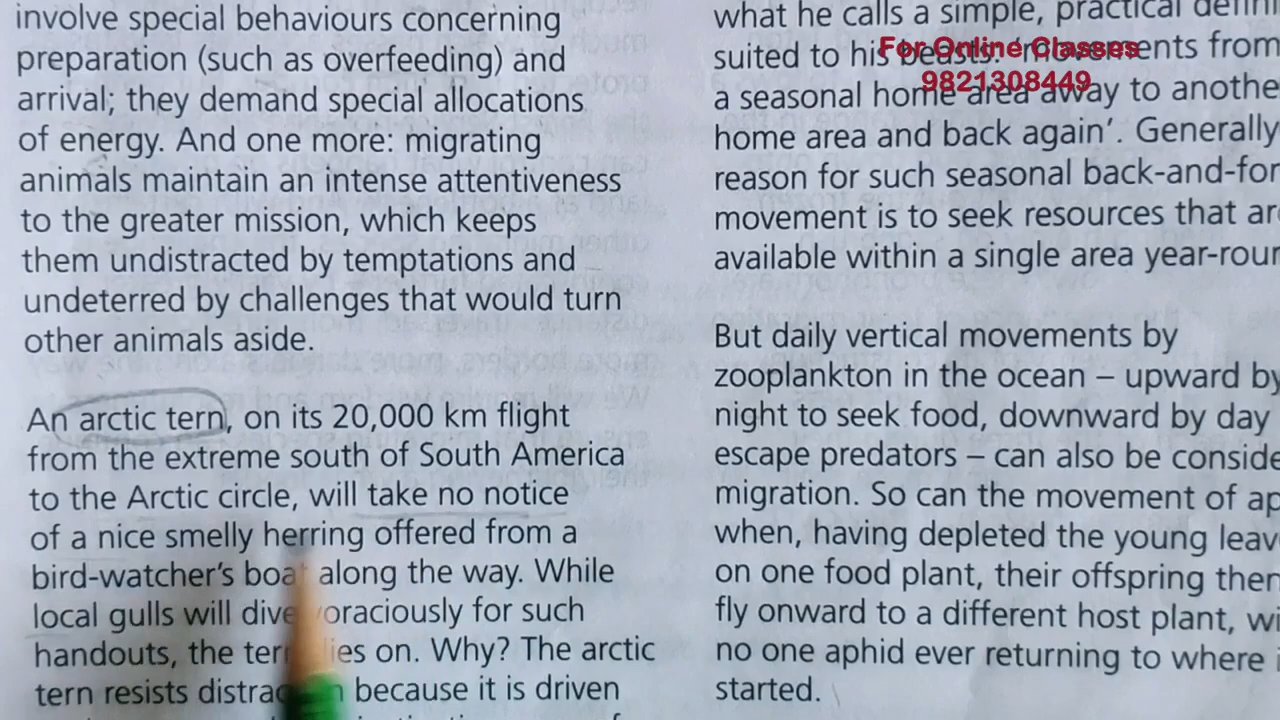 involve special behaviours concerning
preparation (such as overfeeding) and
arrival; they demand special allocations
of energy. And one more: migrating
animals maintain an intense attentiveness
to the greater mission, which keeps
them undistracted by temptations and
undeterred by challenges that would turn
other animals aside.
An arctic tern, on its 20,000 km flight
from the extreme south of South America
to the Arctic circle, will take no notice
of a nice smelly herring offered from a
bird-watcher's boat along the way. While
local gulls will dive voraciously for such
handouts, the tern flies on. Why? The arctic
tern resists because it is driven
what he calls a simple, practical
suited to his beasts: 'movements from
a seasonal home area away to anothe
home area and back again'. Generally
reason for such seasonal back-and-for
movement is to seek resources that are
available within a single area year-roun
But daily vertical movements by
zooplankton in the ocean – upward by
night to seek food, downward by day
escape predators – can also be conside
migration. So can the movement of ap
when, having depleted the young leav
on one food plant, their offspring then
fly onward to a different host plant, wi
no one aphid ever returning to where i
started.
For Online Classes
9821308449